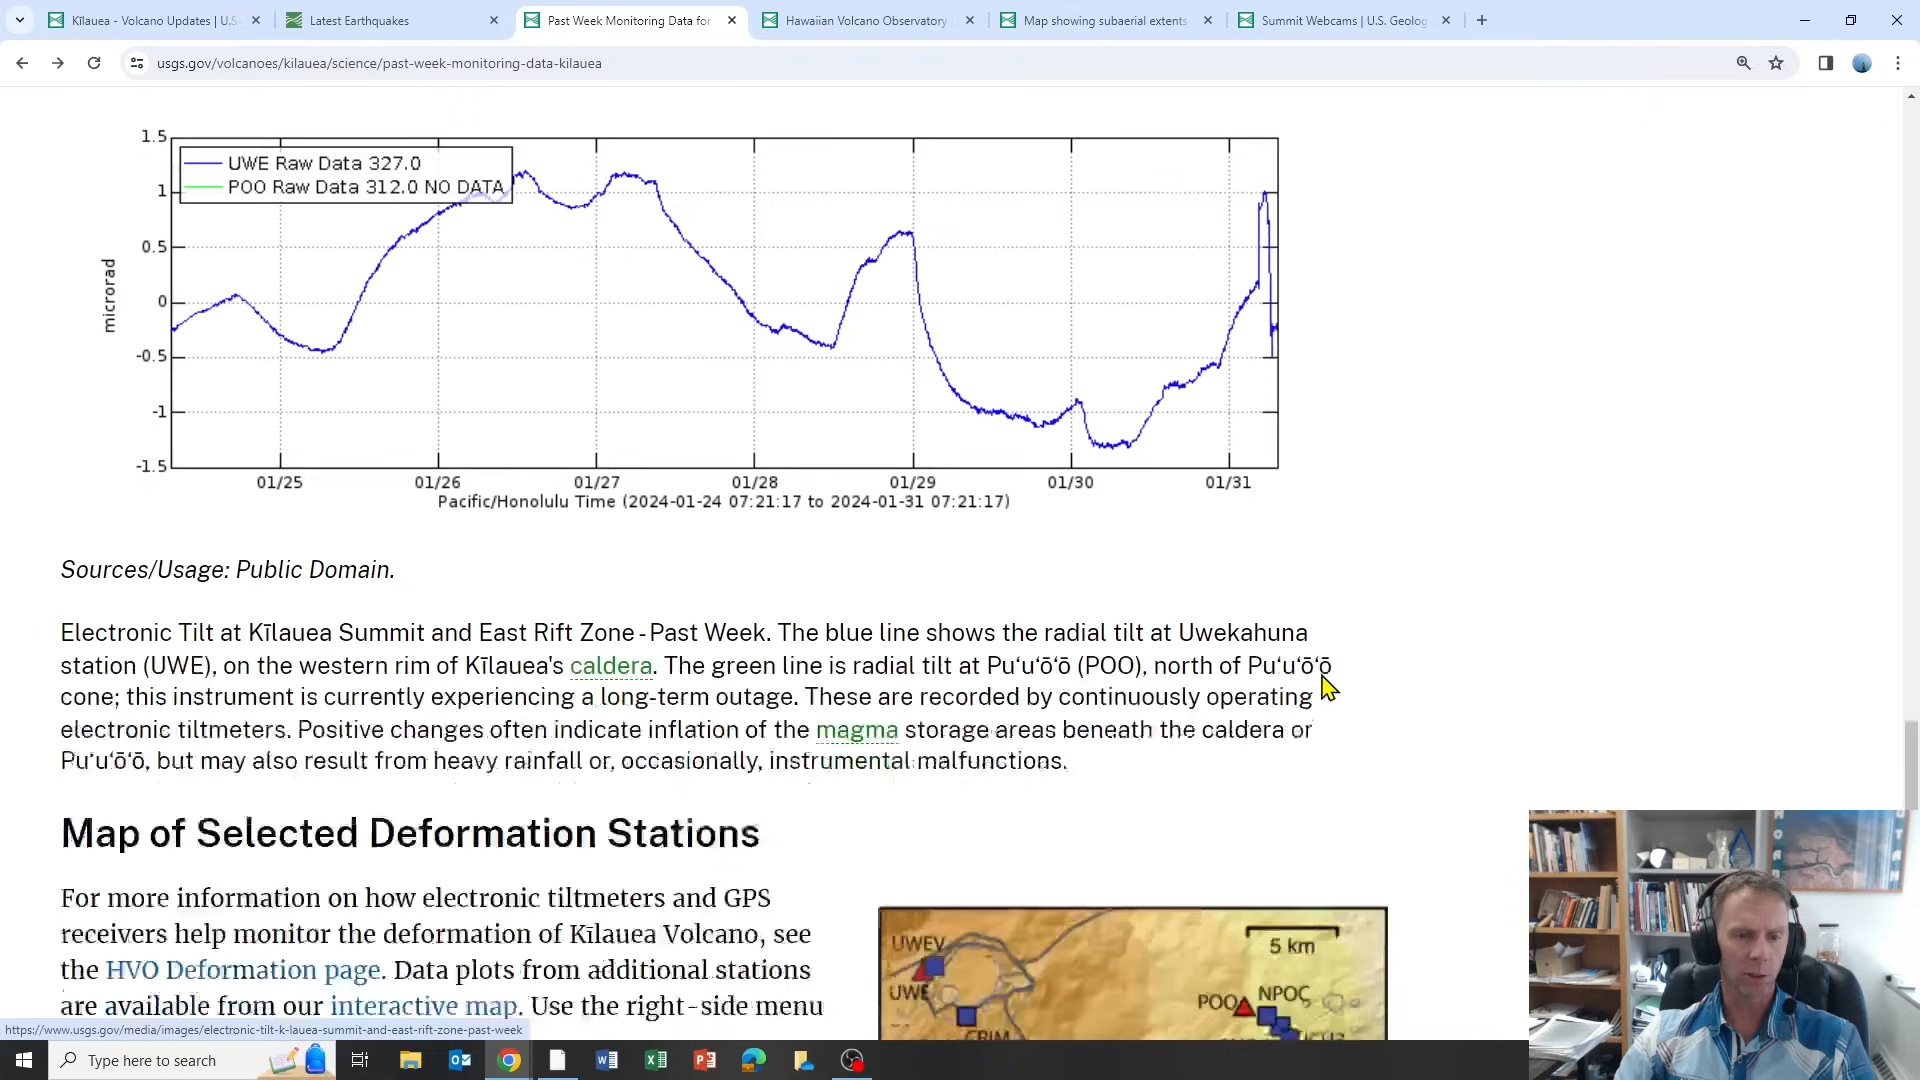 Kīlauea - Volcano Updates | U.S.
Latest Earthquakes
Past Week Monitoring Data for
Hawaiian Volcano Observatory
Map showing subaerial extents
Summit Webcams | U.S. Geolog
usgs.gov/volcanoes/kilauea/science/past-week-monitoring-data-kilauea
1.5
UWE Raw Data 327.0
POO Raw Data 312.0 NO DATA
1
0.5
microrad
0
-0.5
-1
-1.5
01/25 01/26 01/27 01/28 01/29 01/30 01/31
Pacific/Honolulu Time (2024-01-24 07:21:17 to 2024-01-31 07:21:17)
Sources/Usage: Public Domain.
Electronic Tilt at Kīlauea Summit and East Rift Zone - Past Week. The blue line shows the radial tilt at Uwekahuna
station (UWE), on the western rim of Kīlauea's caldera. The green line is radial tilt at Puʻuʻōʻō (POO), north of Puʻuʻōʻō
cone; this instrument is currently experiencing a long-term outage. These are recorded by continuously operating
electronic tiltmeters. Positive changes often indicate inflation of the magma storage areas beneath the caldera or
Puʻuʻōʻō, but may also result from heavy rainfall or, occasionally, instrumental malfunctions.
Map of Selected Deformation Stations
For more information on how electronic tiltmeters and GPS
receivers help monitor the deformation of Kīlauea Volcano, see
the HVO Deformation page. Data plots from additional stations
are available from our interactive map. Use the right-side menu
UWEV
5 km
UWE
POO NPOC
CRIM
https://www.usgs.gov/media/images/electronic-tilt-k-lauea-summit-and-east-rift-zone-past-week
Type here to search